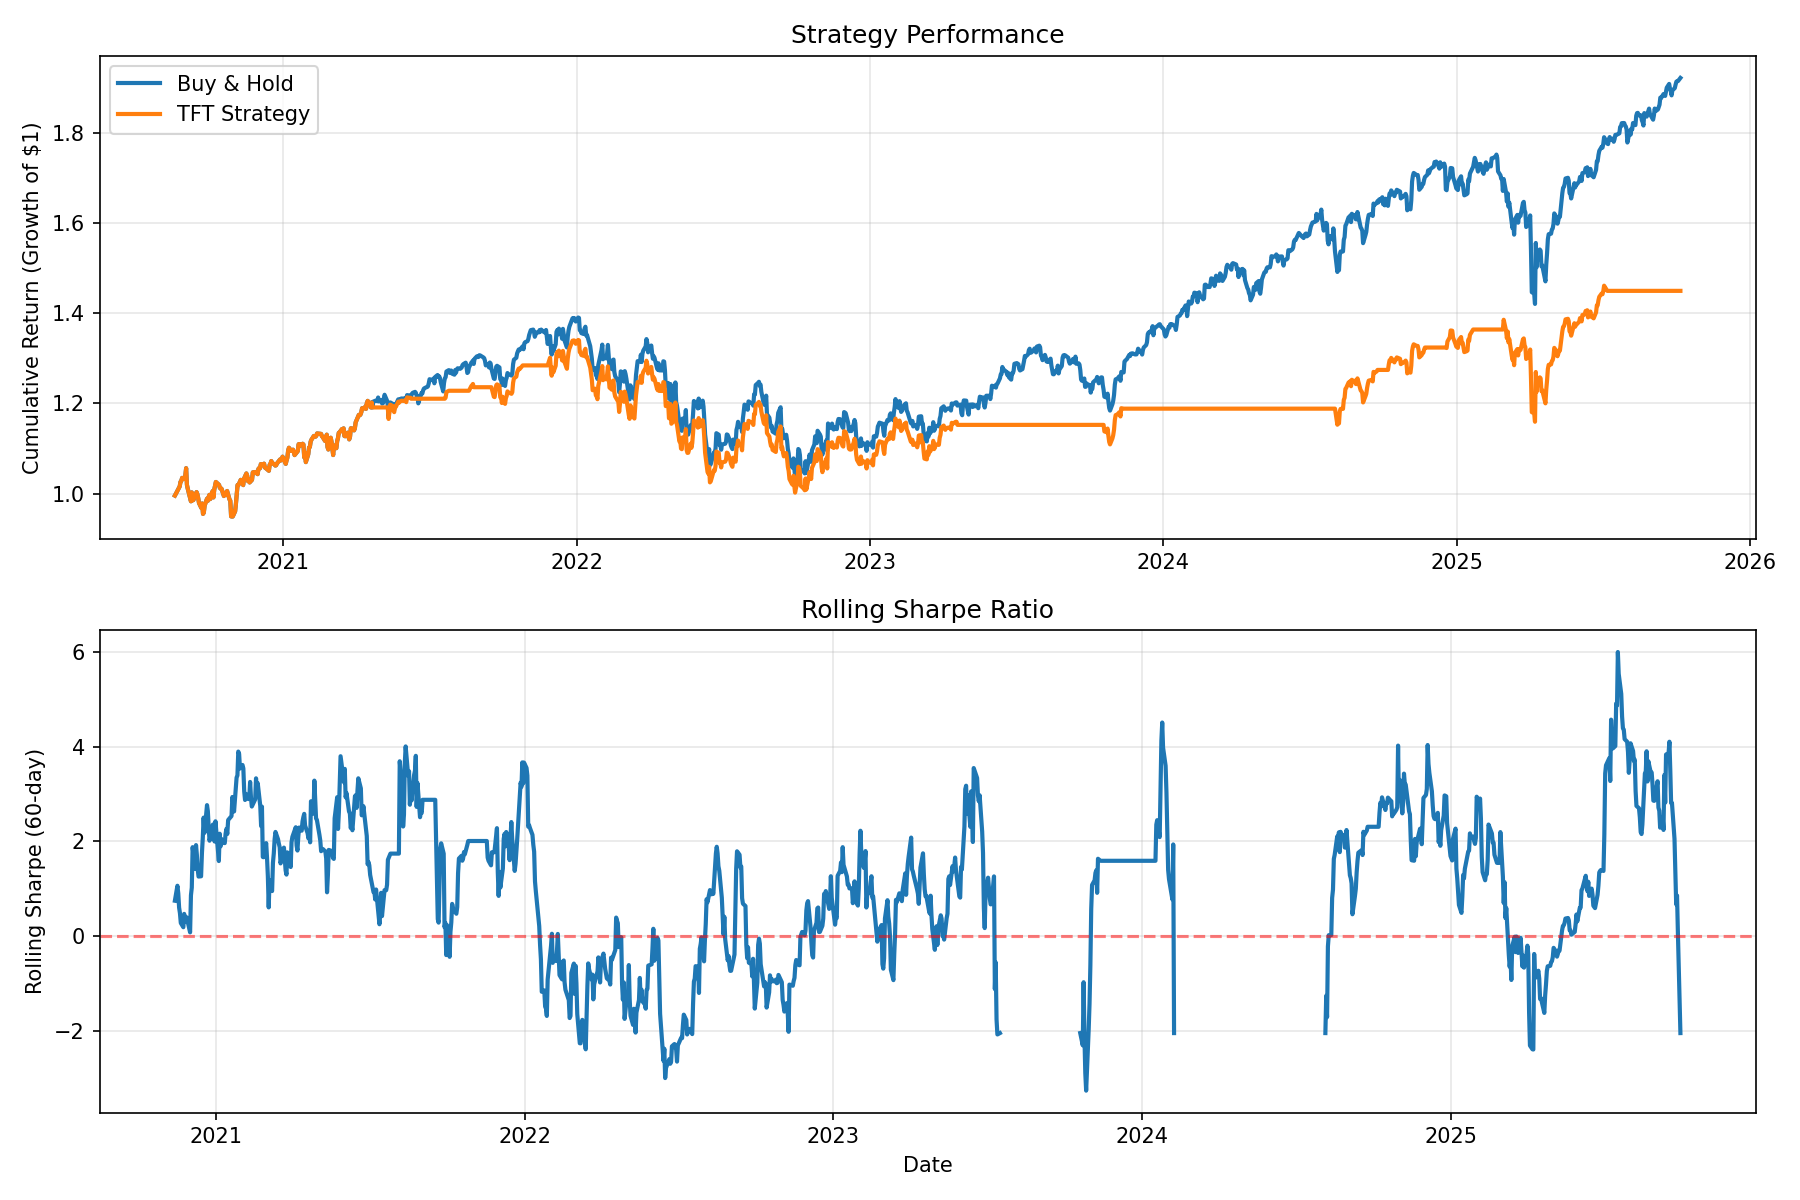 Strategy Performance
Cumulative Return (Growth of $1)
Buy & Hold
TFT Strategy
1.8
1.6
1.4
1.2
1.0
2021 2022 2023 2024 2025 2026
Rolling Sharpe Ratio
Rolling Sharpe (60-day)
6
4
2
0
−2
2021 2022 2023 2024 2025
Date